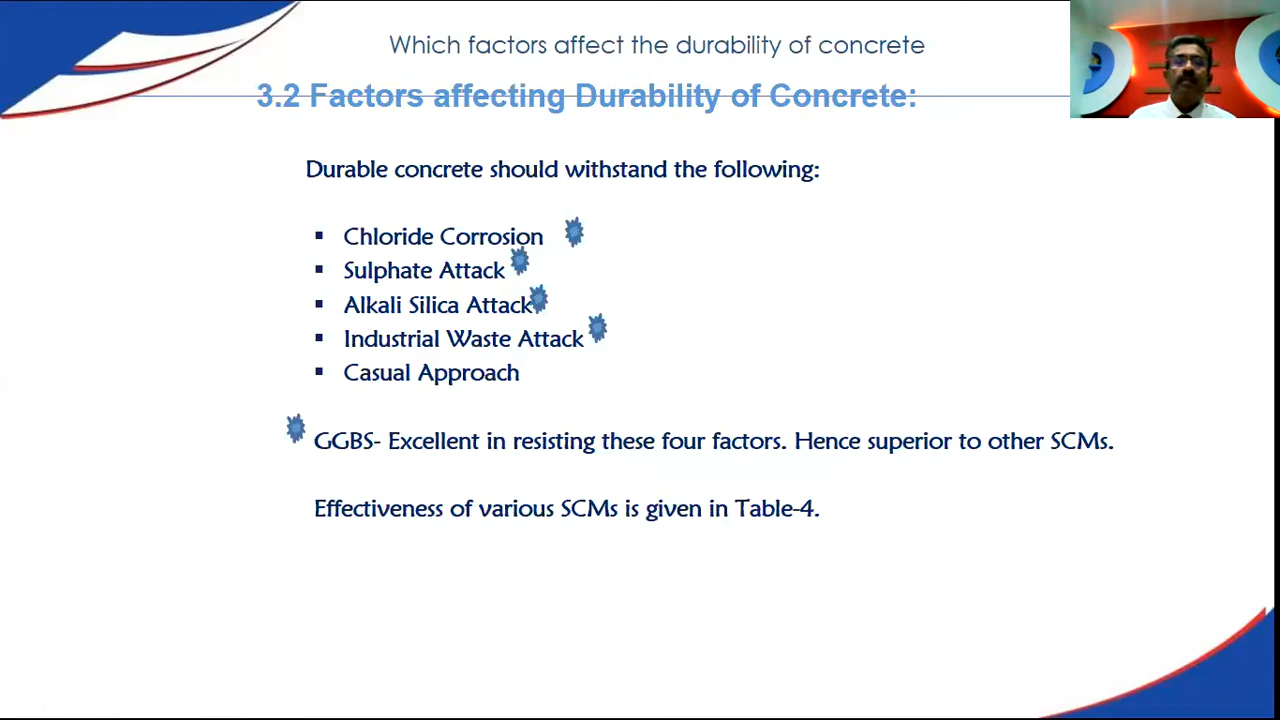 Which factors affect the durability of concrete
3.2 Factors affecting Durability of Concrete:
Durable concrete should withstand the following:
▪ Chloride Corrosion
▪ Sulphate Attack
▪ Alkali Silica Attack
▪ Industrial Waste Attack
▪ Casual Approach
GGBS- Excellent in resisting these four factors. Hence superior to other SCMs.
Effectiveness of various SCMs is given in Table-4.